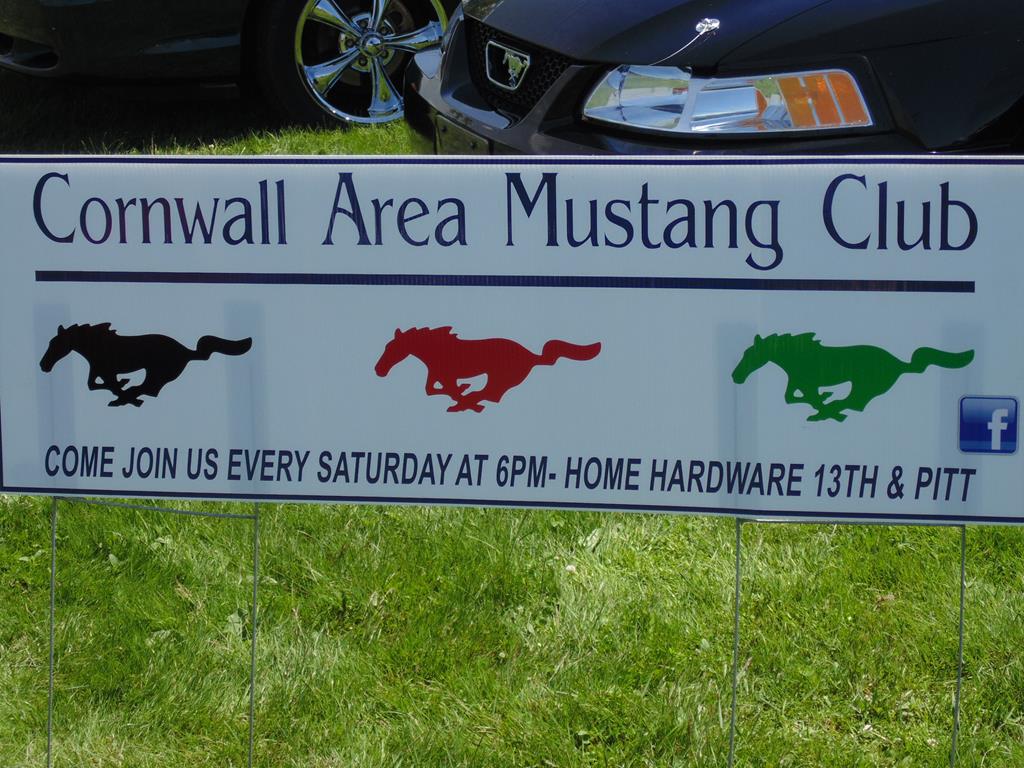 Cornwall Area Mustang Club
COME JOIN US EVERY SATURDAY AT 6PM- HOME HARDWARE 13TH & PITT
f